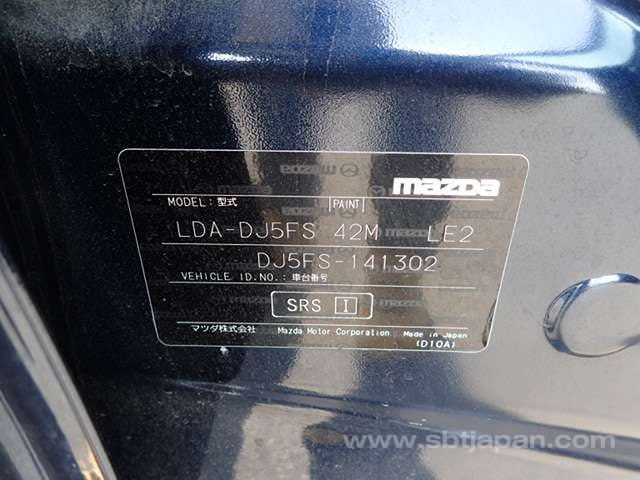 mazda
MODEL: 型式 PAINT
LDA-DJ5FS 42M LE2
DJ5FS-141302
VEHICLE ID.NO.: 車台番号
SRS I
マツダ株式会社 Mazda Motor Corporation Made in Japan
(D10A)
www.sbtjapan.com